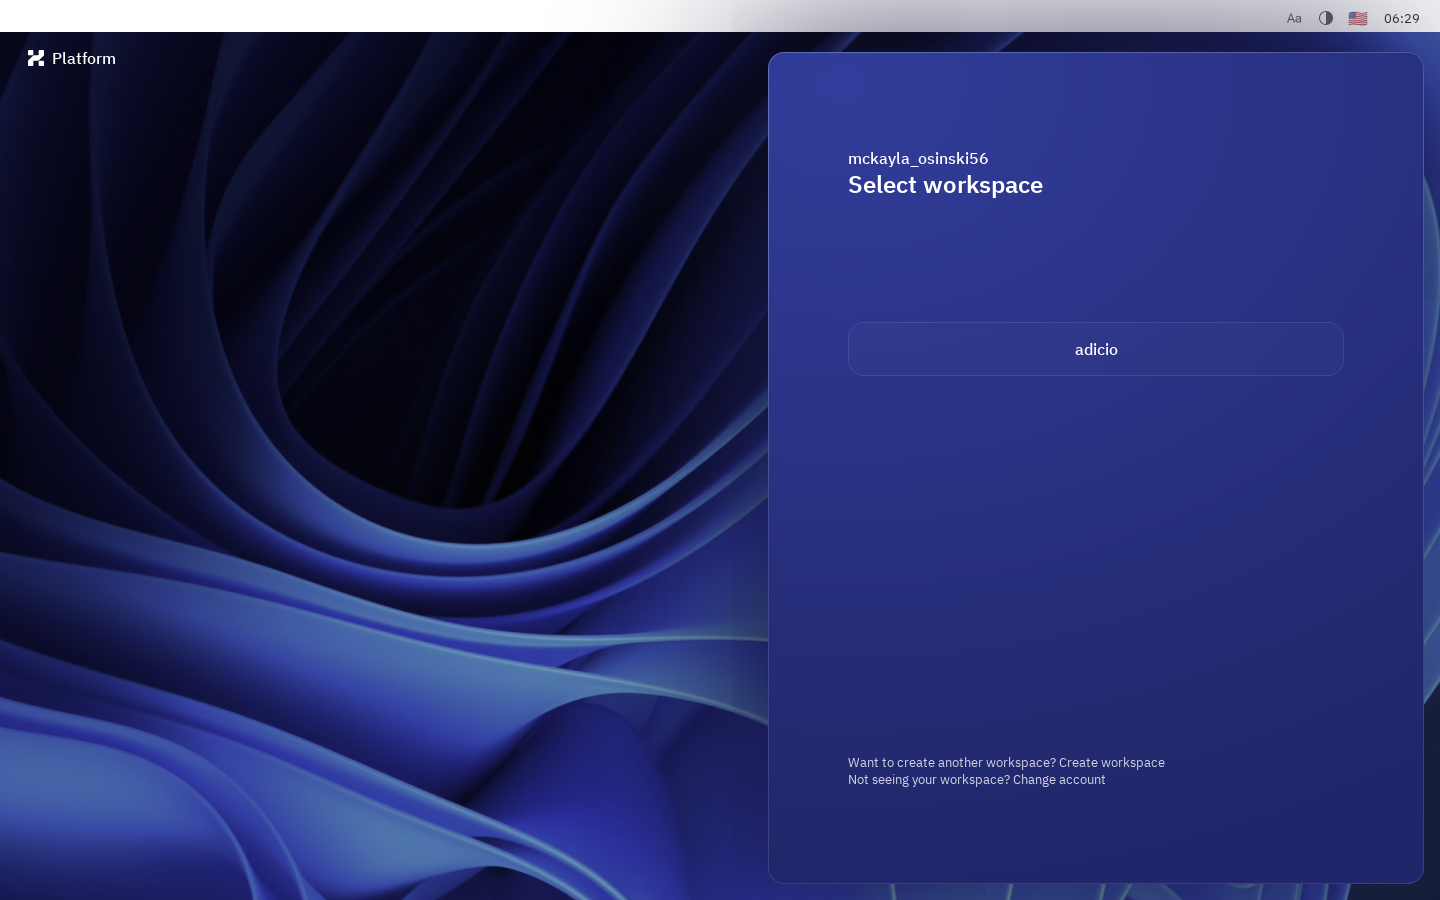 Aa 🇺🇸 06:29
Platform
mckayla_osinski56
Select workspace
adicio
Want to create another workspace? Create workspace
Not seeing your workspace? Change account